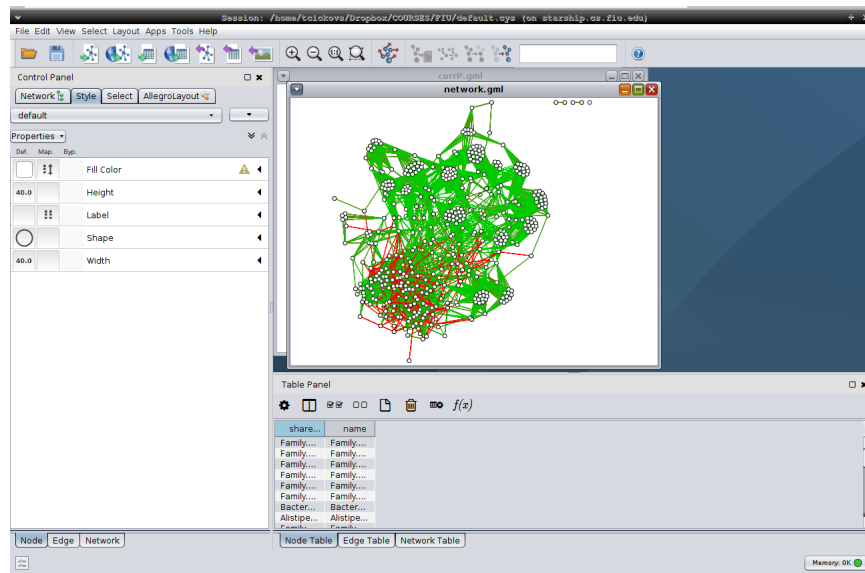 Session: /home/tcickovs/Dropbox/COURSES/FIU/default.cys (on starship.cs.fiu.edu)
File Edit View Select Layout Apps Tools Help
Control Panel
Network Style Select AllegroLayout
default
Properties
Def. Map. Byp.
Fill Color
40.0 Height
Label
Shape
40.0 Width
corrP.gml
network.gml
Table Panel
f(x)
share... name
Family.... Family....
Family.... Family....
Family.... Family....
Family.... Family....
Family.... Family....
Family.... Family....
Bacter... Bacter...
Alistipe... Alistipe...
Family Family
Node Edge Network
Node Table Edge Table Network Table
Memory: OK